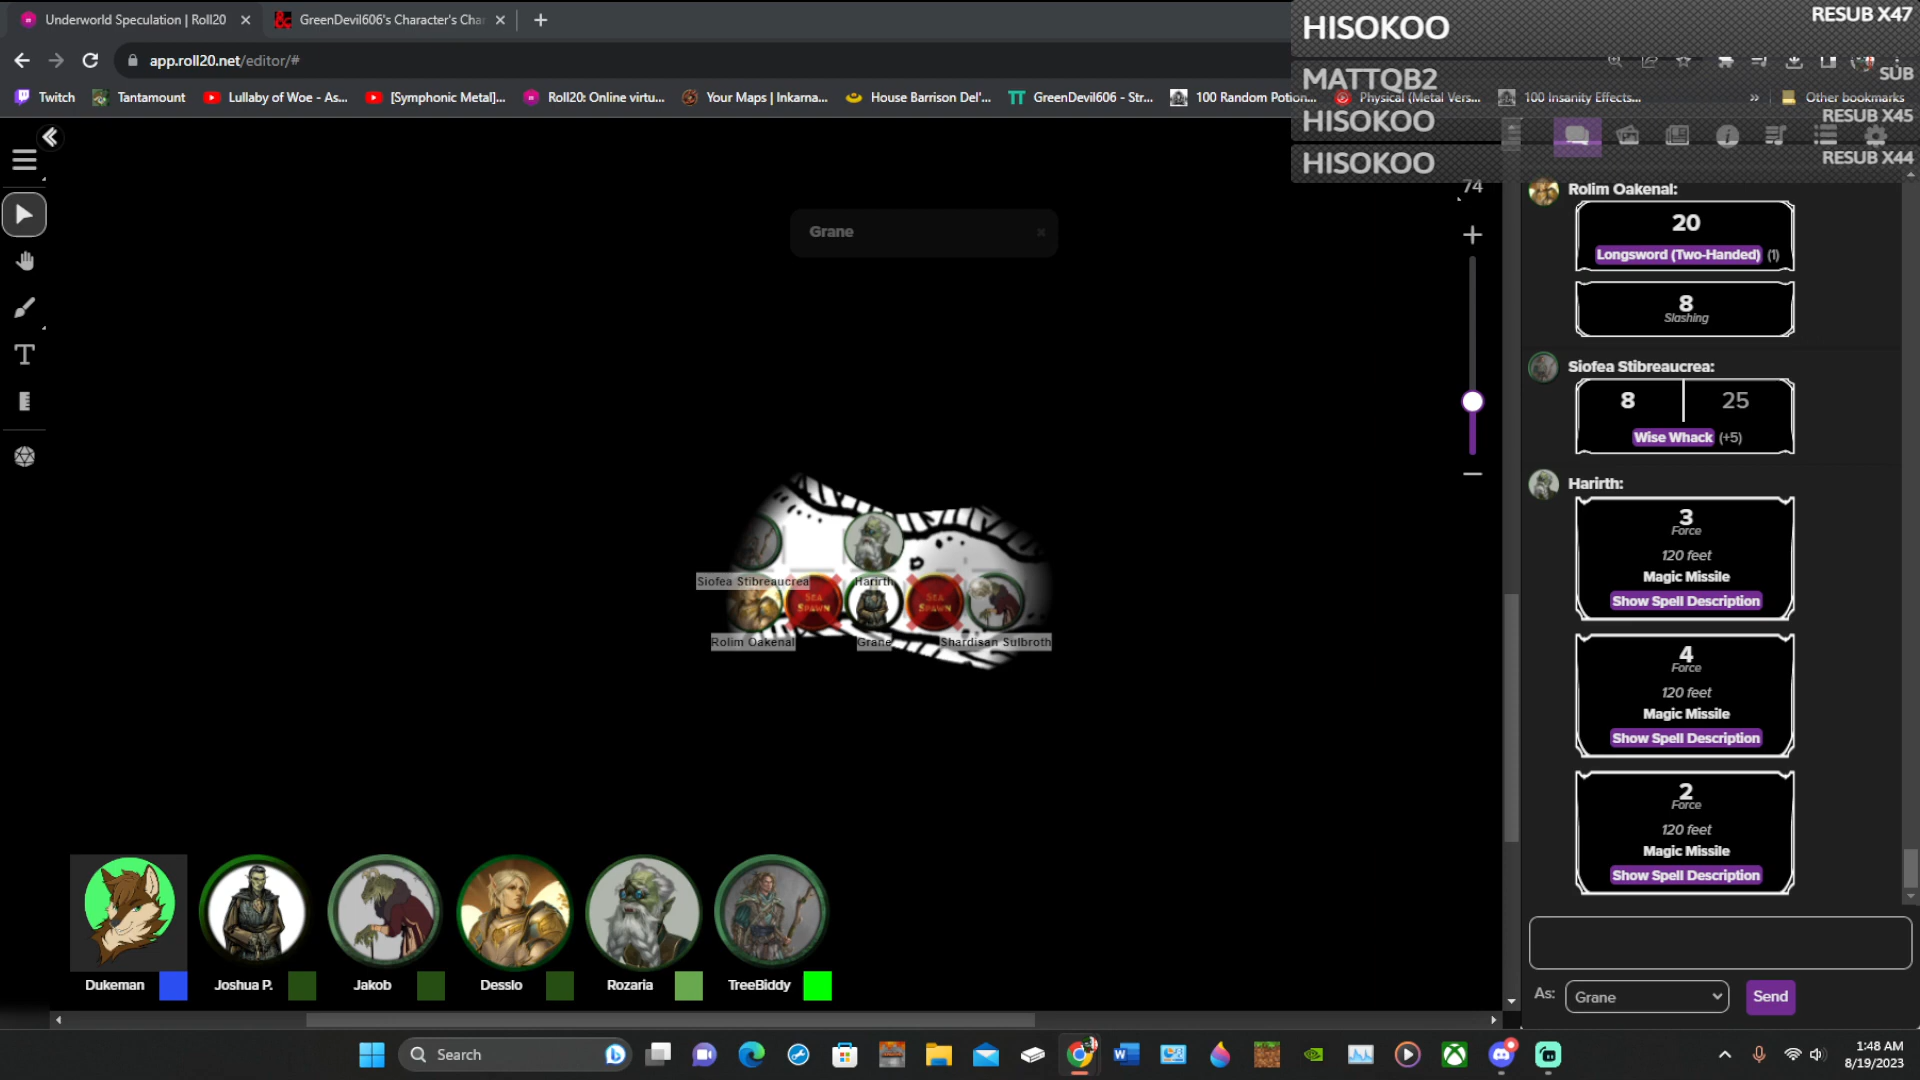 Underworld Speculation | Roll20
GreenDevil606's Character's Char
HISOKOO
RESUB X47
app.roll20.net/editor/#
MATTQB2
SUB
Twitch
Tantamount
Lullaby of Woe - As...
[Symphonic Metal]...
Roll20: Online virtu...
Your Maps | Inkarna...
House Barrison Del'...
GreenDevil606 - Str...
100 Random Potion...
Physical (Metal Vers...
100 Insanity Effects...
»
Other bookmarks
HISOKOO
RESUB X45
HISOKOO
RESUB X44
74
Grane
Rolim Oakenal:
20
Longsword (Two-Handed) (1)
8
Slashing
Siofea Stibreaucrea:
8
25
Wise Whack (+5)
Harirth:
3
Force
120 feet
Magic Missile
Show Spell Description
4
Force
120 feet
Magic Missile
Show Spell Description
2
Force
120 feet
Magic Missile
Show Spell Description
Siofea Stibreaucrea
Harirth
SEA
SPAWN
SEA
SPAWN
Rolim Oakenal
Grane
Shardisan Sulbroth
Dukeman
Joshua P.
Jakob
Desslo
Rozaria
TreeBiddy
As:
Grane
Send
Search
1:48 AM
8/19/2023